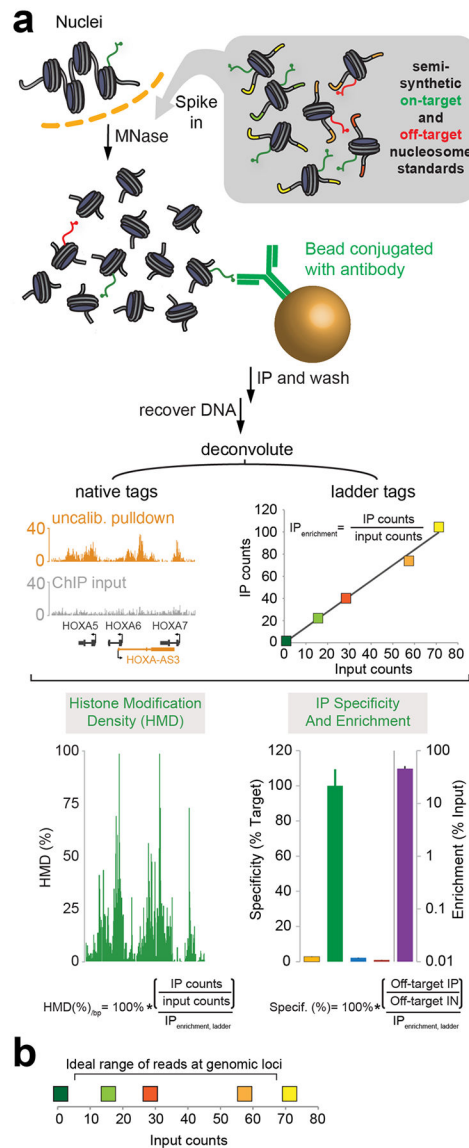 a
Nuclei
MNase
Spike
in
semi-
synthetic
on-target
and
off-target
nucleosome
standards
Bead conjugated
with antibody
IP and wash
recover DNA
deconvolute
native tags
uncalib. pulldown
40
0
ChIP input
40
0
HOXA5 HOXA6 HOXA7
HOXA-AS3
ladder tags
IP counts
120
100
80
60
40
20
0
IPenrichment= IP counts
input counts
0 10 20 30 40 50 60 70 80
Input counts
Histone Modification
Density (HMD)
HMD (%)
100
75
50
25
0
HMD(%)/bp= 100% * (IP counts
input counts)
IPenrichment, ladder
IP Specificity
And Enrichment
Specificity (% Target)
120
100
80
60
40
20
0
100
10
1
0.1
0.01
Enrichment (% Input)
Specif. (%)= 100% * (Off-target IP
Off-target IN)
IPenrichment, ladder
b
Ideal range of reads at genomic loci
0 10 20 30 40 50 60 70 80
Input counts